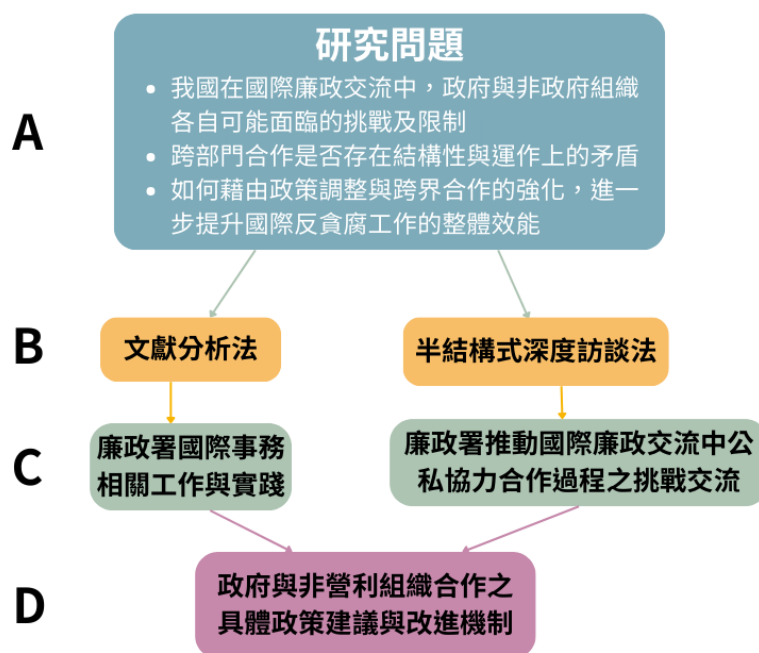 A
研究問題
• 我國在國際廉政交流中，政府與非政府組織
各自可能面臨的挑戰及限制
• 跨部門合作是否存在結構性與運作上的矛盾
• 如何藉由政策調整與跨界合作的強化，進一
步提升國際反貪腐工作的整體效能
B
文獻分析法
半結構式深度訪談法
C
廉政署國際事務
相關工作與實踐
廉政署推動國際廉政交流中公
私協力合作過程之挑戰交流
D
政府與非營利組織合作之
具體政策建議與改進機制